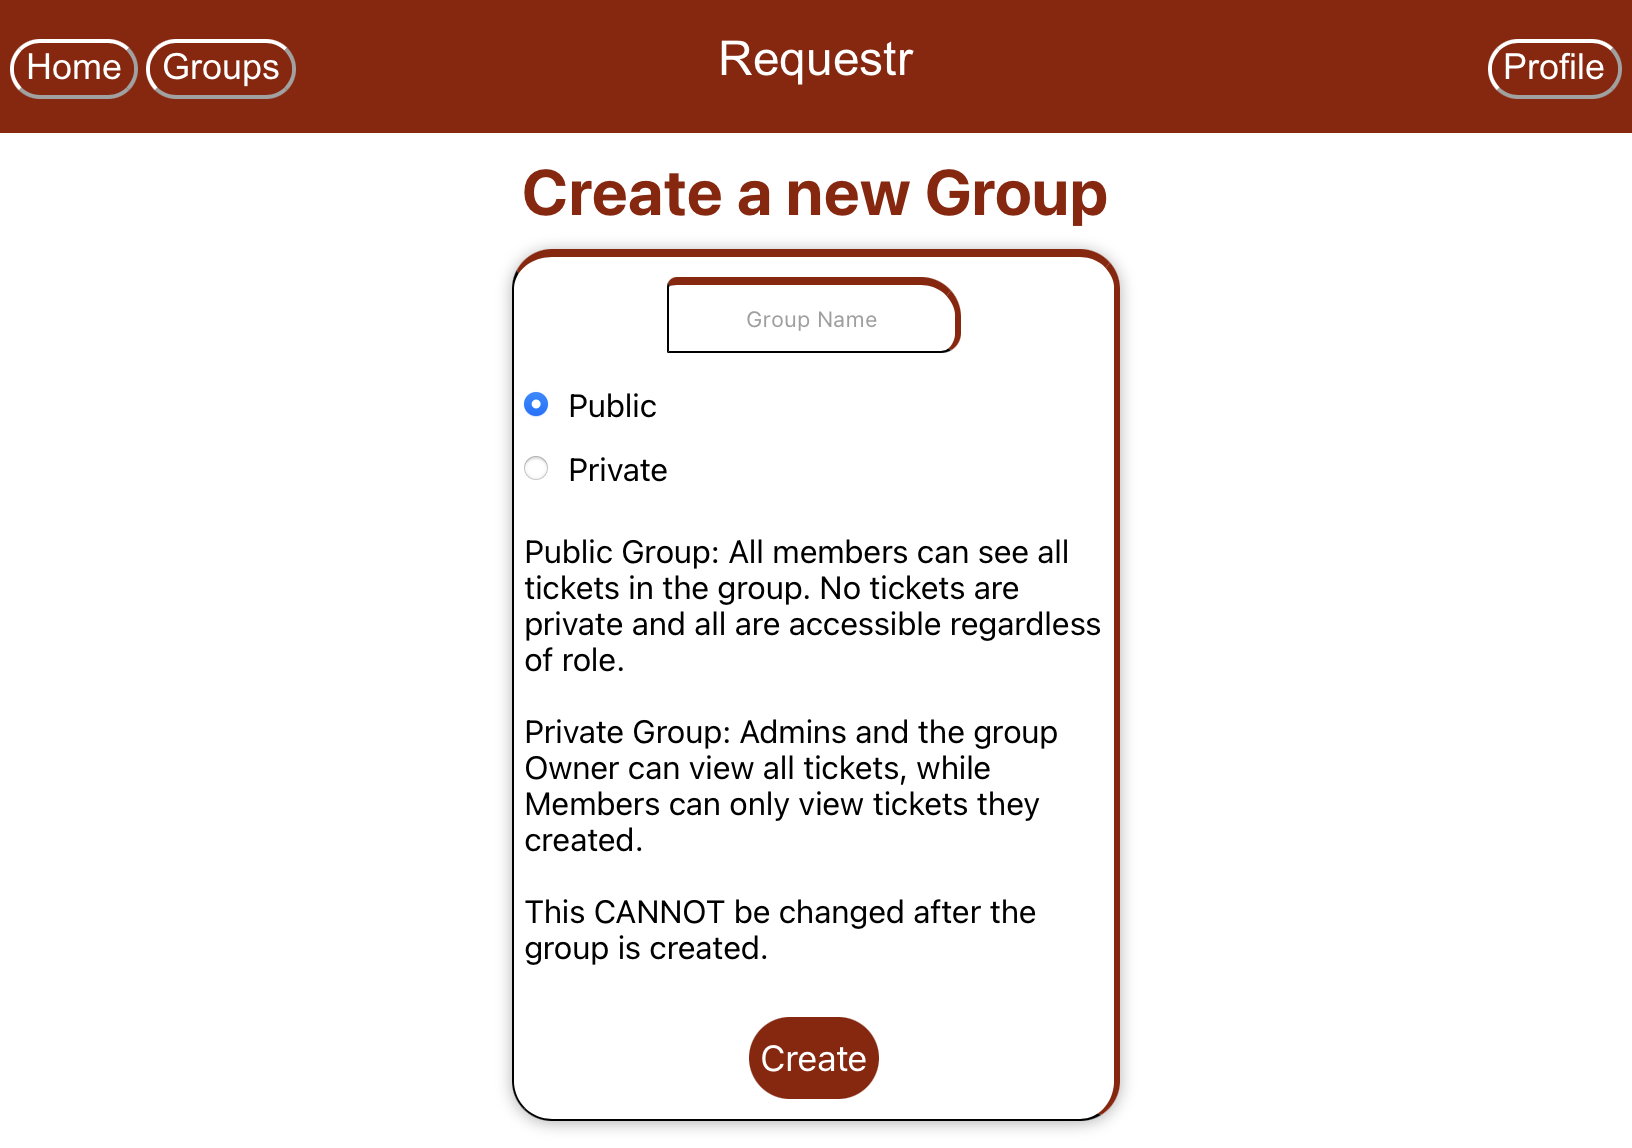 Home Groups Requestr Profile
Create a new Group
Group Name
Public
Private
Public Group: All members can see all
tickets in the group. No tickets are
private and all are accessible regardless
of role.
Private Group: Admins and the group
Owner can view all tickets, while
Members can only view tickets they
created.
This CANNOT be changed after the
group is created.
Create